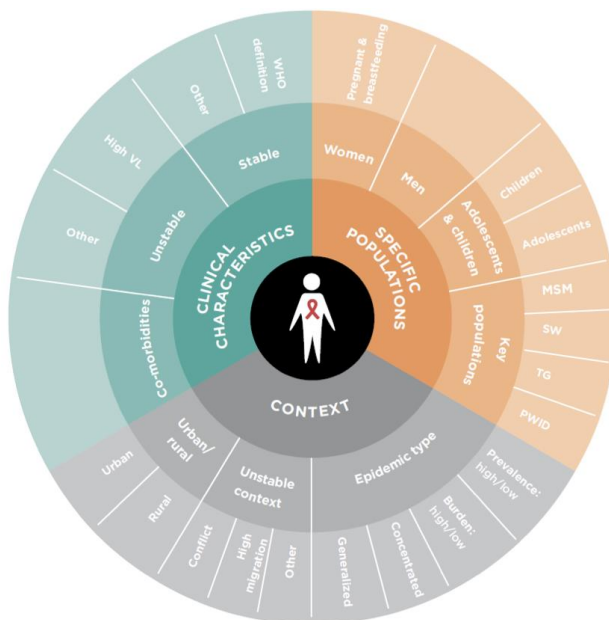 CLINICAL
CHARACTERISTICS
Stable
WHO
definition
Other
Unstable
High VL
Other
Co-morbidities
SPECIFIC
POPULATIONS
Women
Pregnant &
breastfeeding
Men
Adolescents
& children
Children
Adolescents
Key
populations
MSM
SW
TG
PWID
CONTEXT
Epidemic type
Prevalence:
high/low
Burden:
high/low
Concentrated
Generalized
Unstable
context
Other
High
migration
Conflict
Urban/
rural
Rural
Urban